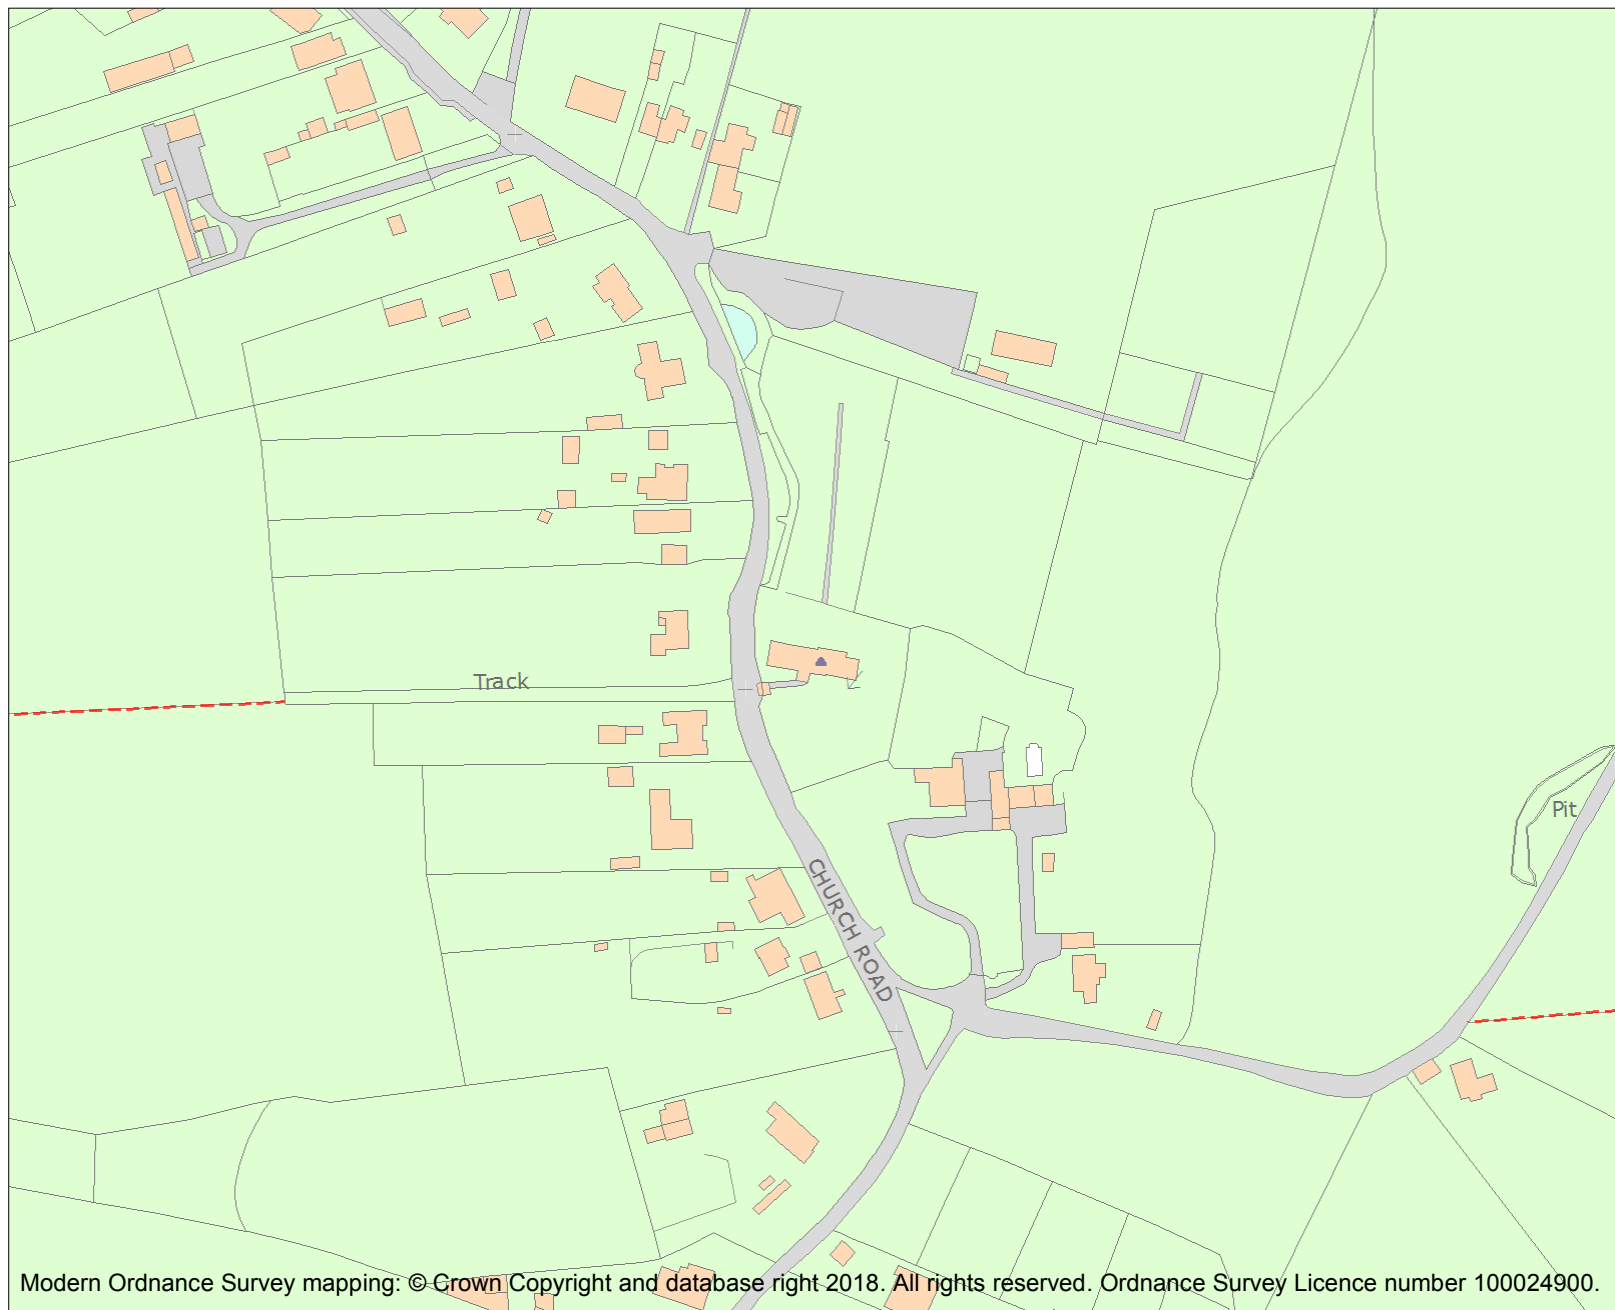 Track
Pit
CHURCH ROAD
Modern Ordnance Survey mapping: © Crown Copyright and database right 2018. All rights reserved. Ordnance Survey Licence number 100024900.